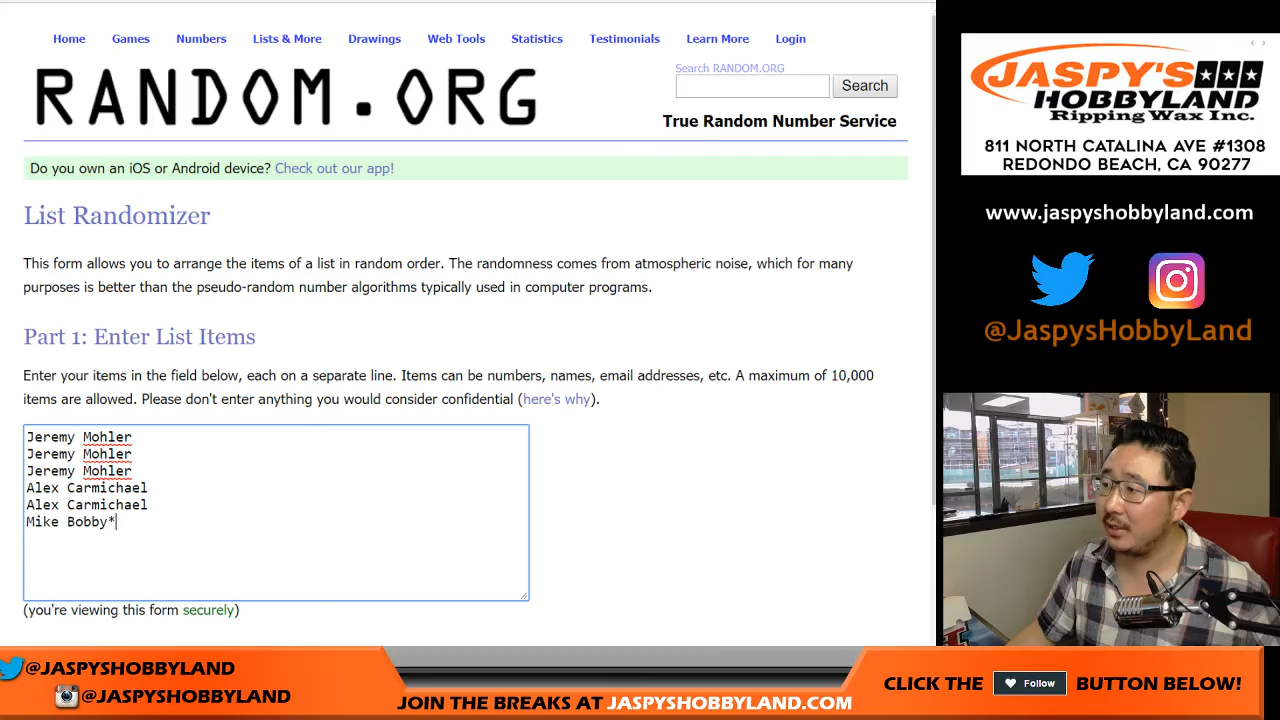 Home Games Numbers Lists & More Drawings Web Tools Statistics Testimonials Learn More Login
RANDOM.ORG
Search RANDOM.ORG
Search
True Random Number Service
Do you own an iOS or Android device? Check out our app!
List Randomizer
This form allows you to arrange the items of a list in random order. The randomness comes from atmospheric noise, which for many
purposes is better than the pseudo-random number algorithms typically used in computer programs.
Part 1: Enter List Items
Enter your items in the field below, each on a separate line. Items can be numbers, names, email addresses, etc. A maximum of 10,000
items are allowed. Please don't enter anything you would consider confidential (here's why).
Jeremy Mohler
Jeremy Mohler
Jeremy Mohler
Alex Carmichael
Alex Carmichael
Mike Bobby*
(you're viewing this form securely)
JASPY'S
HOBBYLAND
Ripping Wax Inc.
811 NORTH CATALINA AVE #1308
REDONDO BEACH, CA 90277
www.jaspyshobbyland.com
@JaspysHobbyLand
@JASPYSHOBBYLAND
@JASPYSHOBBYLAND
JOIN THE BREAKS AT JASPYSHOBBYLAND.COM
CLICK THE Follow BUTTON BELOW!